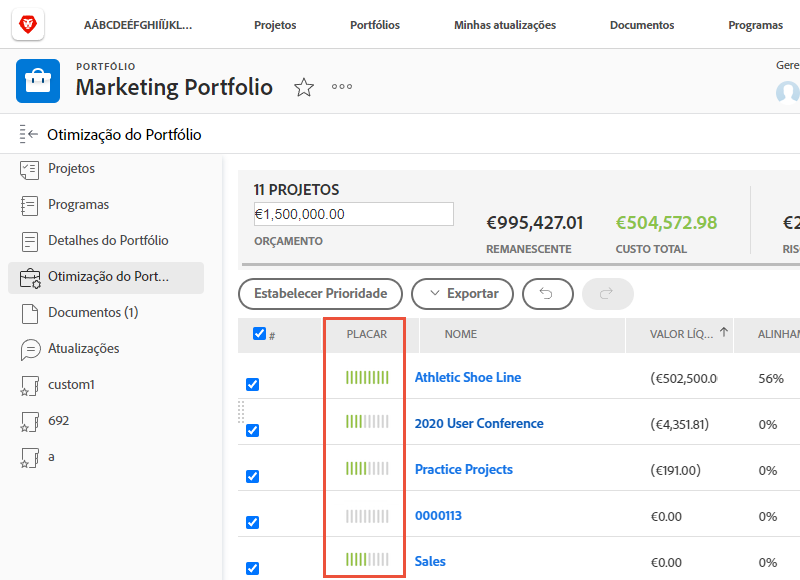 AÁBCDEÉFGHIÍÏJKL... Projetos Portfólios Minhas atualizações Documentos Programas
PORTFÓLIO
Marketing Portfolio
Gere
Otimização do Portfólio
Projetos
Programas
Detalhes do Portfólio
Otimização do Port...
Documentos (1)
Atualizações
custom1
692
a
11 PROJETOS
€1,500,000.00
ORÇAMENTO
€995,427.01
REMANESCENTE
€504,572.98
CUSTO TOTAL
€2
RISC
Estabelecer Prioridade Exportar
# PLACAR NOME VALOR LÍQ... ALINHAM
Athletic Shoe Line (€502,500.0 56%
2020 User Conference (€4,351.81) 0%
Practice Projects (€191.00) 0%
0000113 €0.00 0%
Sales €0.00 0%